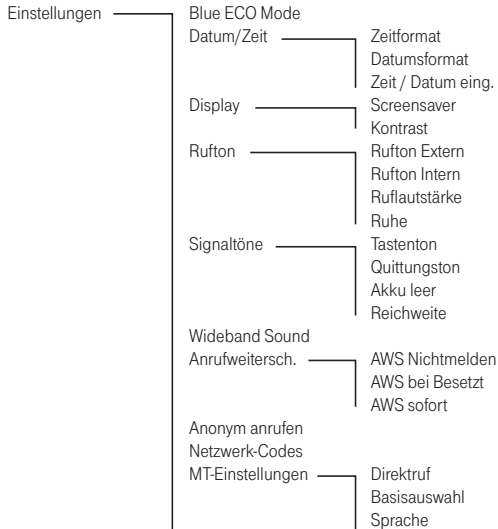 Einstellungen Blue ECO Mode
Datum/Zeit Zeitformat
Datumsformat
Zeit / Datum eing.
Display Screensaver
Kontrast
Rufton Rufton Extern
Rufton Intern
Ruflautstärke
Ruhe
Signaltöne Tastenton
Quittungston
Akku leer
Reichweite
Wideband Sound
Anrufweitersch. AWS Nichtmelden
AWS bei Besetzt
AWS sofort
Anonym anrufen
Netzwerk-Codes
MT-Einstellungen Direktruf
Basisauswahl
Sprache